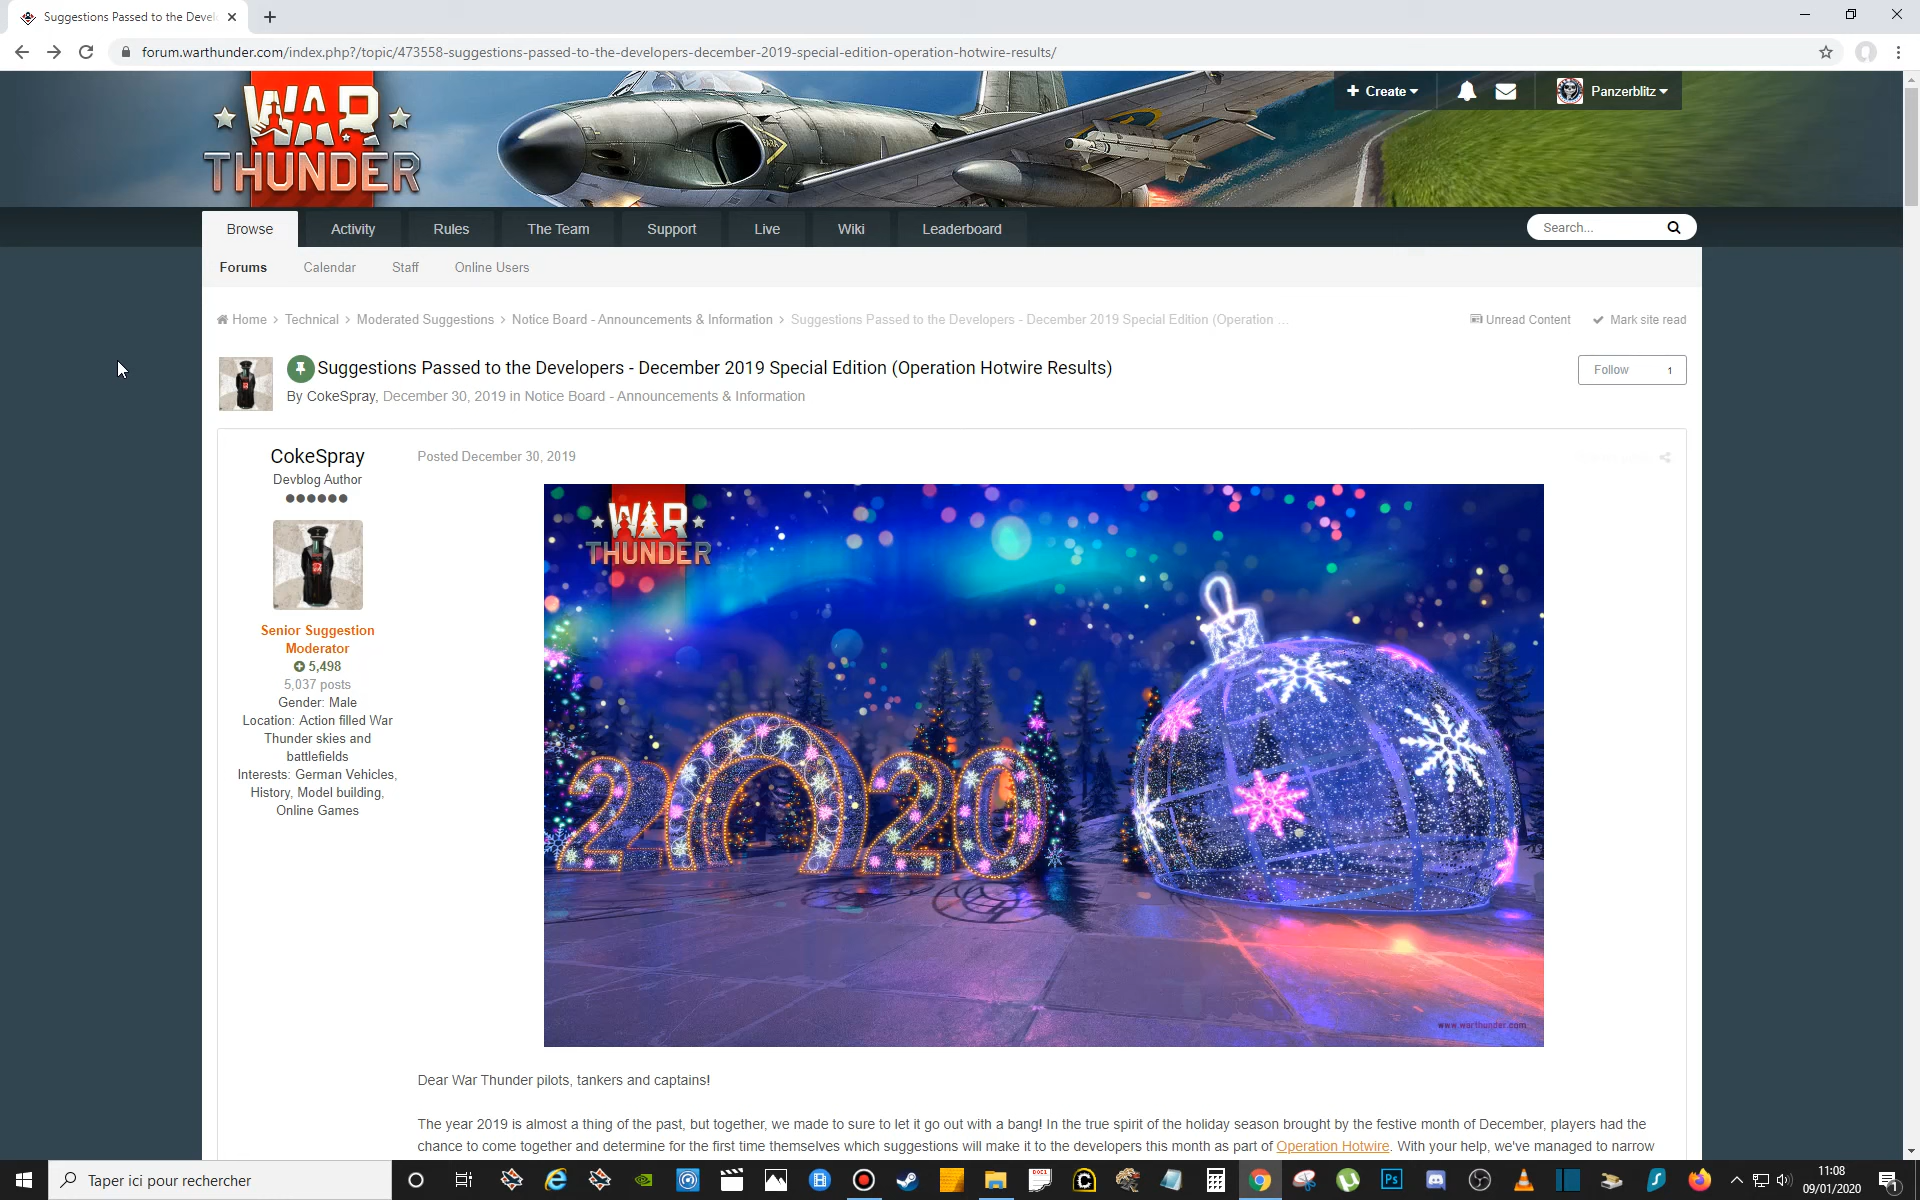 Suggestions Passed to the Devel
forum.warthunder.com/index.php?/topic/473558-suggestions-passed-to-the-developers-december-2019-special-edition-operation-hotwire-results/
WAR
THUNDER
Create
Panzerblitz
Browse
Activity
Rules
The Team
Support
Live
Wiki
Leaderboard
Search...
Forums
Calendar
Staff
Online Users
Home > Technical > Moderated Suggestions > Notice Board - Announcements & Information > Suggestions Passed to the Developers - December 2019 Special Edition (Operation ...
Unread Content
Mark site read
Suggestions Passed to the Developers - December 2019 Special Edition (Operation Hotwire Results)
By CokeSpray, December 30, 2019 in Notice Board - Announcements & Information
Follow 1
CokeSpray
Devblog Author
Senior Suggestion
Moderator
5,498
5,037 posts
Gender: Male
Location: Action filled War
Thunder skies and
battlefields
Interests: German Vehicles,
History, Model building,
Online Games
Posted December 30, 2019
WAR
THUNDER
2020
www.warthunder.com
Dear War Thunder pilots, tankers and captains!
The year 2019 is almost a thing of the past, but together, we made to sure to let it go out with a bang! In the true spirit of the holiday season brought by the festive month of December, players had the
chance to come together and determine for the first time themselves which suggestions will make it to the developers this month as part of Operation Hotwire. With your help, we've managed to narrow
Taper ici pour rechercher
11:08
09/01/2020